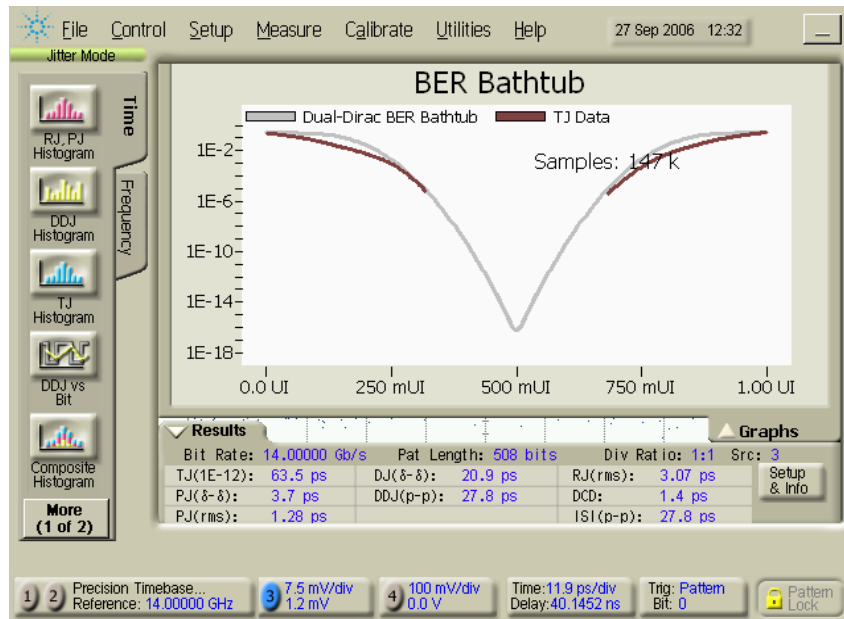 File Control Setup Measure Calibrate Utilities Help 27 Sep 2006 12:32
Jitter Mode
Time
Frequency
RJ, PJ
Histogram
DDJ
Histogram
TJ
Histogram
DDJ vs
Bit
Composite
Histogram
More
(1 of 2)
BER Bathtub
Dual-Dirac BER Bathtub TJ Data
Samples: 147 k
1E-2
1E-6
1E-10
1E-14
1E-18
0.0 UI 250 mUI 500 mUI 750 mUI 1.00 UI
Results Graphs
Bit Rate: 14.00000 Gb/s Pat Length: 508 bits Div Ratio: 1:1 Src: 3
TJ(1E-12): 63.5 ps DJ(δ-δ): 20.9 ps RJ(rms): 3.07 ps
PJ(δ-δ): 3.7 ps DDJ(p-p): 27.8 ps DCD: 1.4 ps
PJ(rms): 1.28 ps ISI(p-p): 27.8 ps
Setup
& Info
1 2 Precision Timebase...
Reference: 14.00000 GHz
3 7.5 mV/div
1.2 mV
4 100 mV/div
0.0 V
Time:11.9 ps/div
Delay:40.1452 ns
Trig: Pattern
Bit: 0
Pattern
Lock